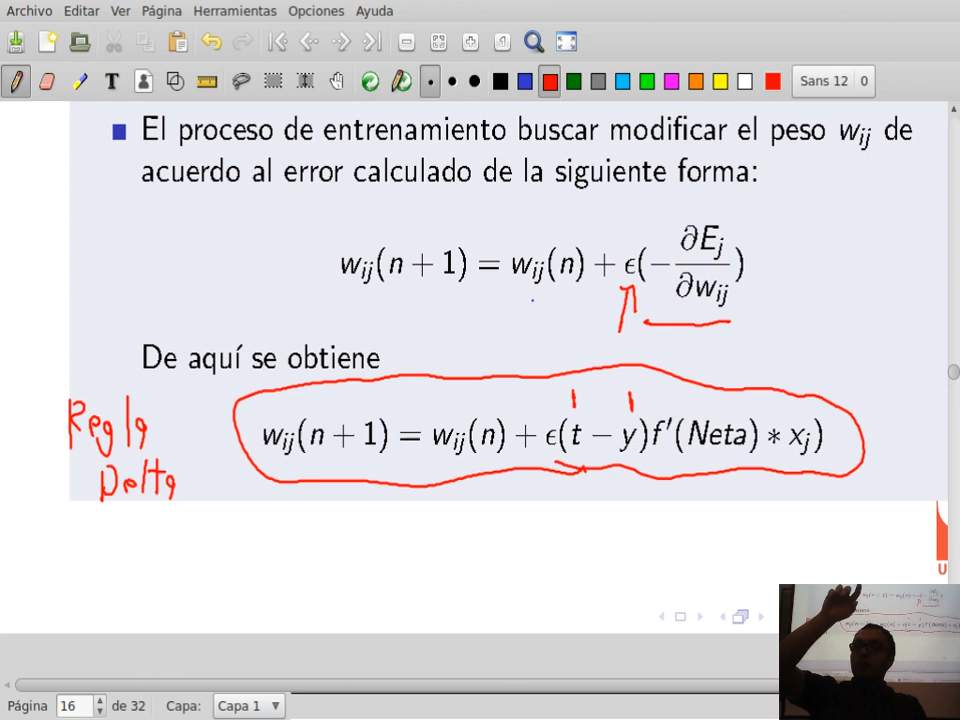 Archivo Editar Ver Página Herramientas Opciones Ayuda
T Sans 12 0
El proceso de entrenamiento buscar modificar el peso w_ij de
acuerdo al error calculado de la siguiente forma:
w_ij(n + 1) = w_ij(n) + ϵ(−∂E_j/∂w_ij)
De aquí se obtiene
Regla
Delta
w_ij(n + 1) = w_ij(n) + ϵ(t − y)f′(Neta) ∗ x_j)
U
Página 16 de 32 Capa: Capa 1